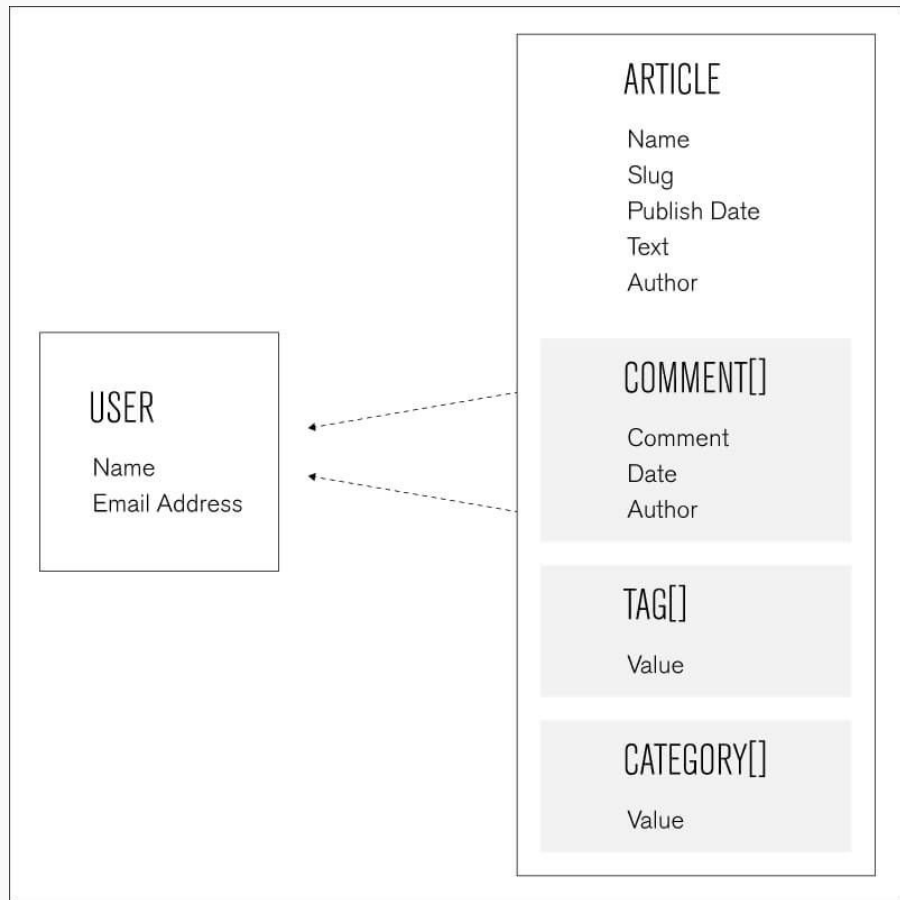 USER
Name
Email Address
ARTICLE
Name
Slug
Publish Date
Text
Author
COMMENT[]
Comment
Date
Author
TAG[]
Value
CATEGORY[]
Value